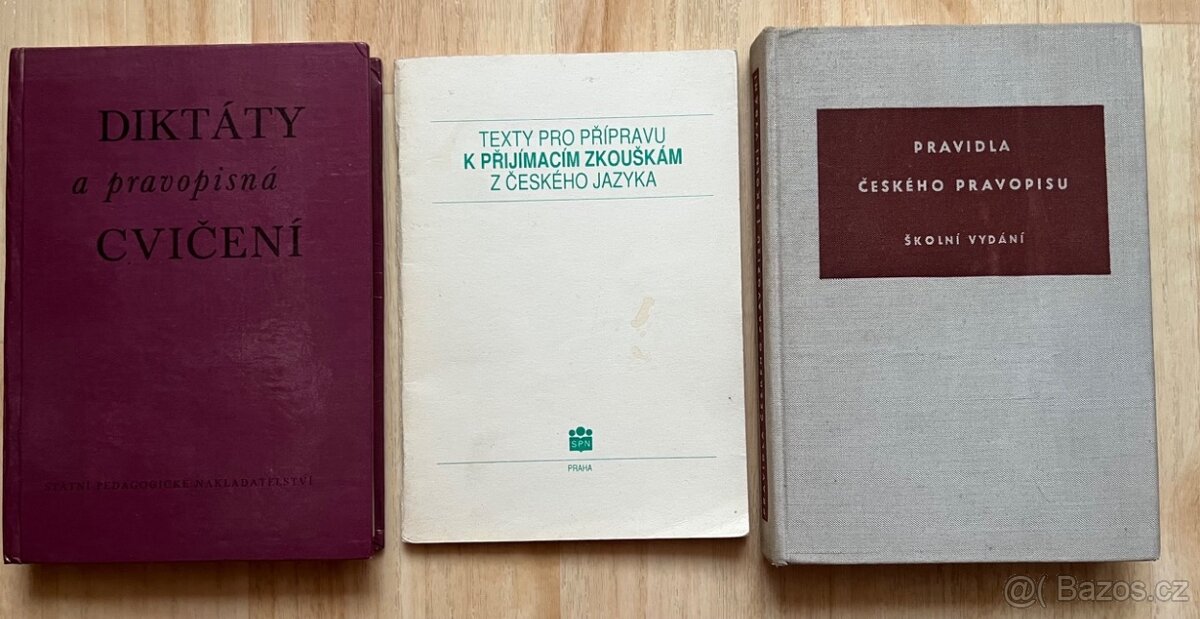 DIKTÁTY
a pravopisná
CVIČENÍ
STÁTNÍ PEDAGOGICKÉ NAKLADATELSTVÍ
TEXTY PRO PŘÍPRAVU
K PŘIJÍMACÍM ZKOUŠKÁM
Z ČESKÉHO JAZYKA
SPN
PRAHA
PRAVIDLA
ČESKÉHO PRAVOPISU
ŠKOLNÍ VYDÁNÍ
Bazos.cz